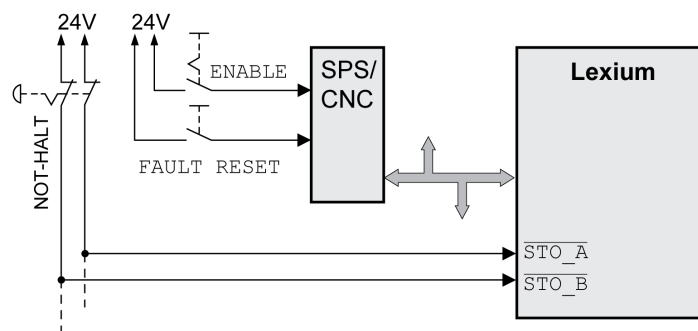 24V 24V
ENABLE
SPS/
CNC
Lexium
NOT-HALT
FAULT RESET
STO_A
STO_B